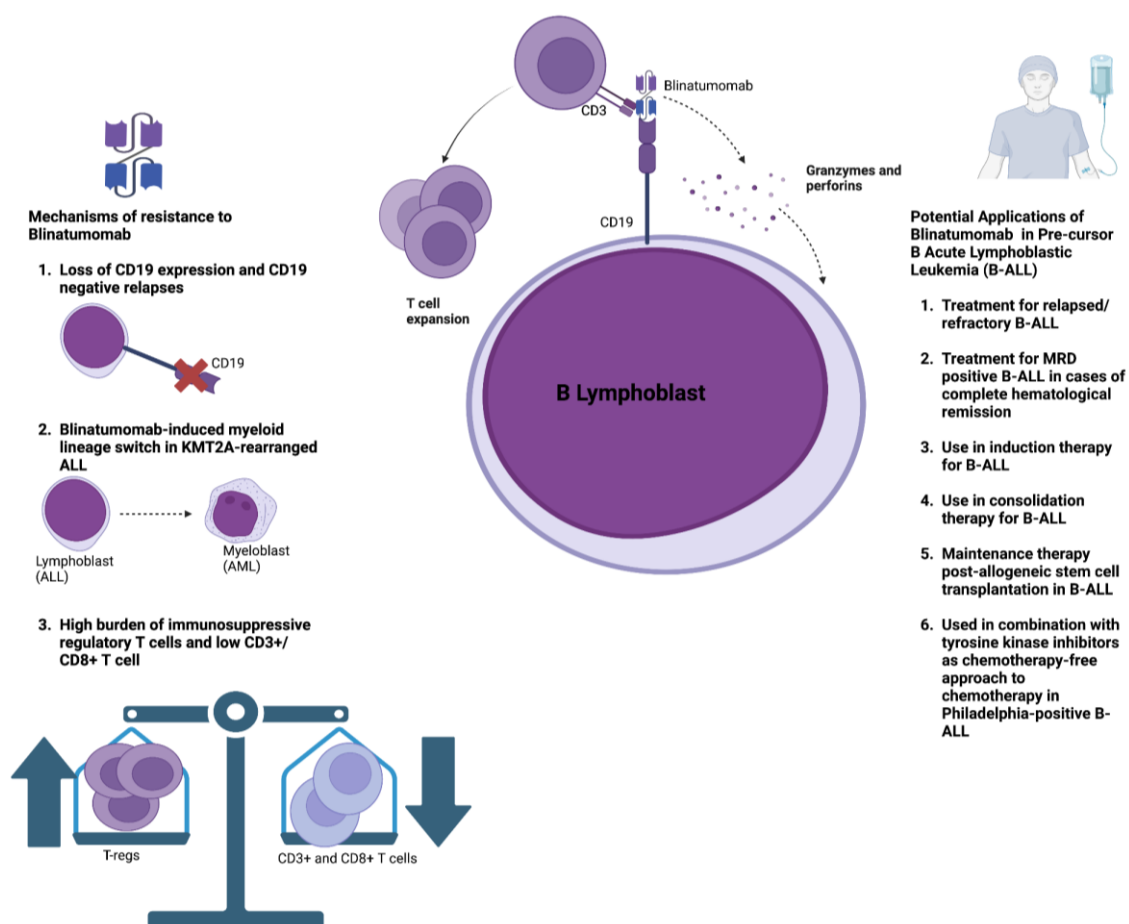 Mechanisms of resistance to
Blinatumomab
1. Loss of CD19 expression and CD19
negative relapses
CD19
2. Blinatumomab-induced myeloid
lineage switch in KMT2A-rearranged
ALL
Lymphoblast
(ALL)
Myeloblast
(AML)
3. High burden of immunosuppressive
regulatory T cells and low CD3+/
CD8+ T cell
T-regs
CD3+ and CD8+ T cells
CD3
Blinatumomab
Granzymes and
perforins
CD19
T cell
expansion
B Lymphoblast
Potential Applications of
Blinatumomab in Pre-cursor
B Acute Lymphoblastic
Leukemia (B-ALL)
1. Treatment for relapsed/
refractory B-ALL
2. Treatment for MRD
positive B-ALL in cases of
complete hematological
remission
3. Use in induction therapy
for B-ALL
4. Use in consolidation
therapy for B-ALL
5. Maintenance therapy
post-allogeneic stem cell
transplantation in B-ALL
6. Used in combination with
tyrosine kinase inhibitors
as chemotherapy-free
approach to
chemotherapy in
Philadelphia-positive B-
ALL